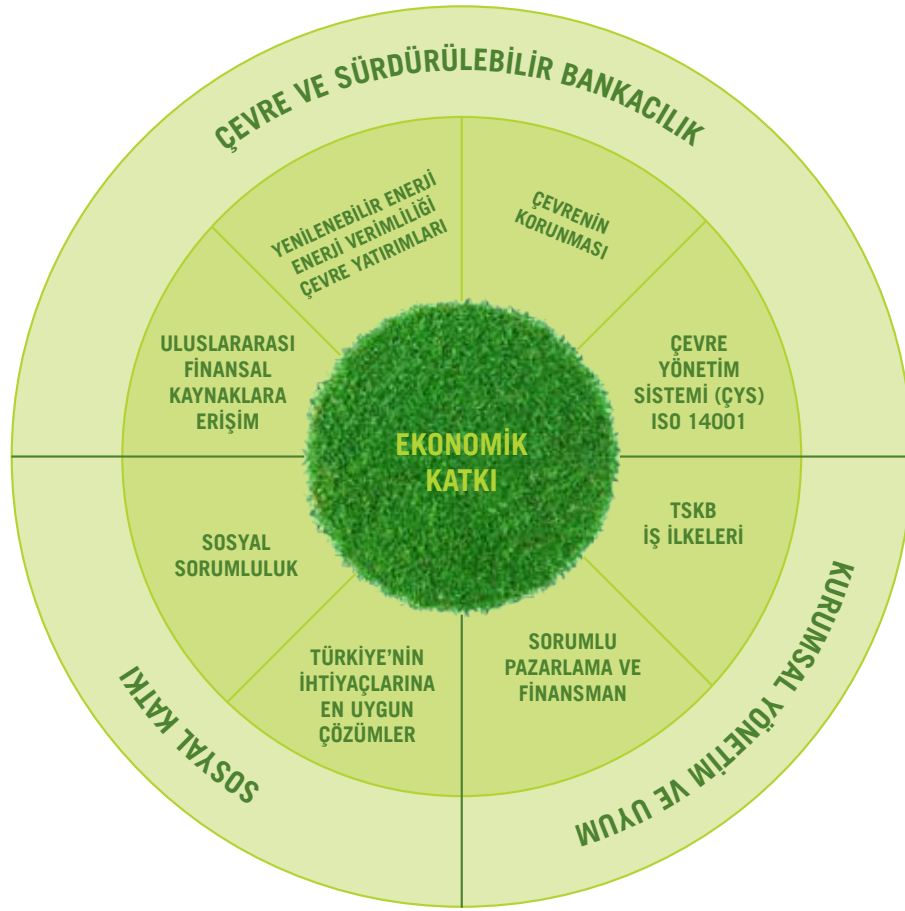 ÇEVRE VE SÜRDÜRÜLEBİLİR BANKACILIK
YENİLENEBİLİR ENERJİ
ENERJİ VERİMLİLİĞİ
ÇEVRE YATIRIMLARI
ÇEVRENİN
KORUNMASI
ULUSLARARASI
FİNANSAL
KAYNAKLARA
ERİŞİM
ÇEVRE
YÖNETİM
SİSTEMİ (ÇYS)
ISO 14001
EKONOMİK
KATKI
SOSYAL
SORUMLULUK
TSKB
İŞ İLKELERİ
TÜRKİYE’NİN
İHTİYAÇLARINA
EN UYGUN
ÇÖZÜMLER
SORUMLU
PAZARLAMA VE
FİNANSMAN
SOSYAL KATKI
KURUMSAL YÖNETİM VE UYUM